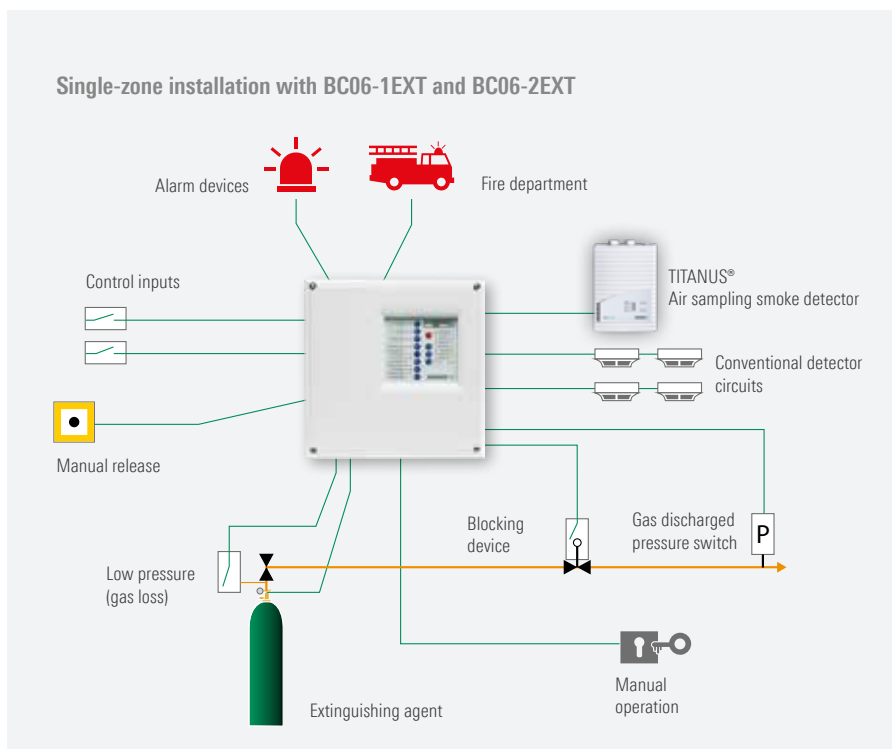 Single-zone installation with BC06-1EXT and BC06-2EXT
Alarm devices
Fire department
Control inputs
TITANUS®
Air sampling smoke detector
Conventional detector
circuits
Manual release
Blocking
device
Gas discharged
pressure switch
P
Low pressure
(gas loss)
Manual
operation
Extinguishing agent